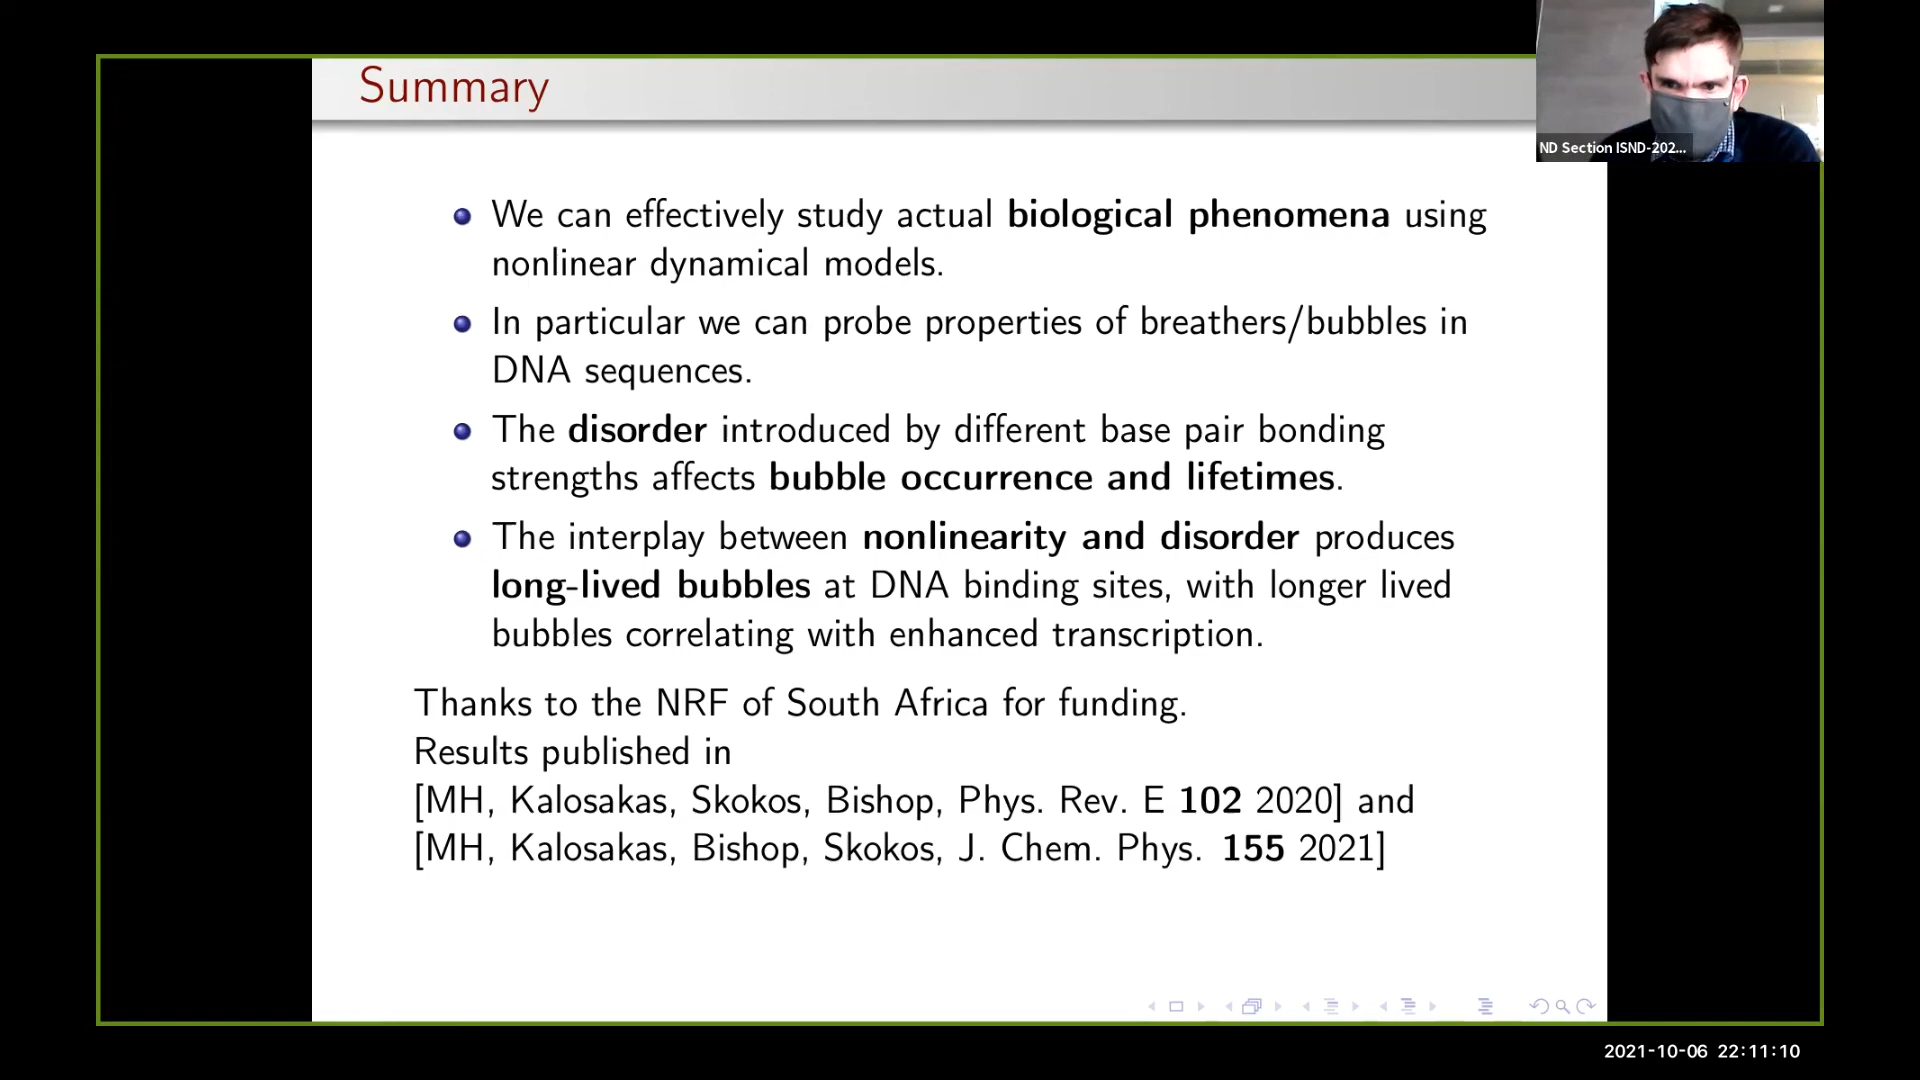 Summary
ND Section ISND-202...
We can effectively study actual biological phenomena using
nonlinear dynamical models.
In particular we can probe properties of breathers/bubbles in
DNA sequences.
The disorder introduced by different base pair bonding
strengths affects bubble occurrence and lifetimes.
The interplay between nonlinearity and disorder produces
long-lived bubbles at DNA binding sites, with longer lived
bubbles correlating with enhanced transcription.
Thanks to the NRF of South Africa for funding.
Results published in
[MH, Kalosakas, Skokos, Bishop, Phys. Rev. E 102 2020] and
[MH, Kalosakas, Bishop, Skokos, J. Chem. Phys. 155 2021]
2021-10-06 22:11:10